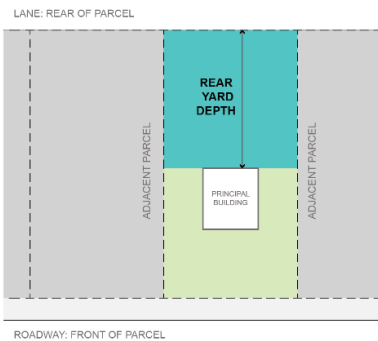 LANE: REAR OF PARCEL
REAR
YARD
DEPTH
ADJACENT PARCEL
ADJACENT PARCEL
PRINCIPAL
BUILDING
ROADWAY: FRONT OF PARCEL